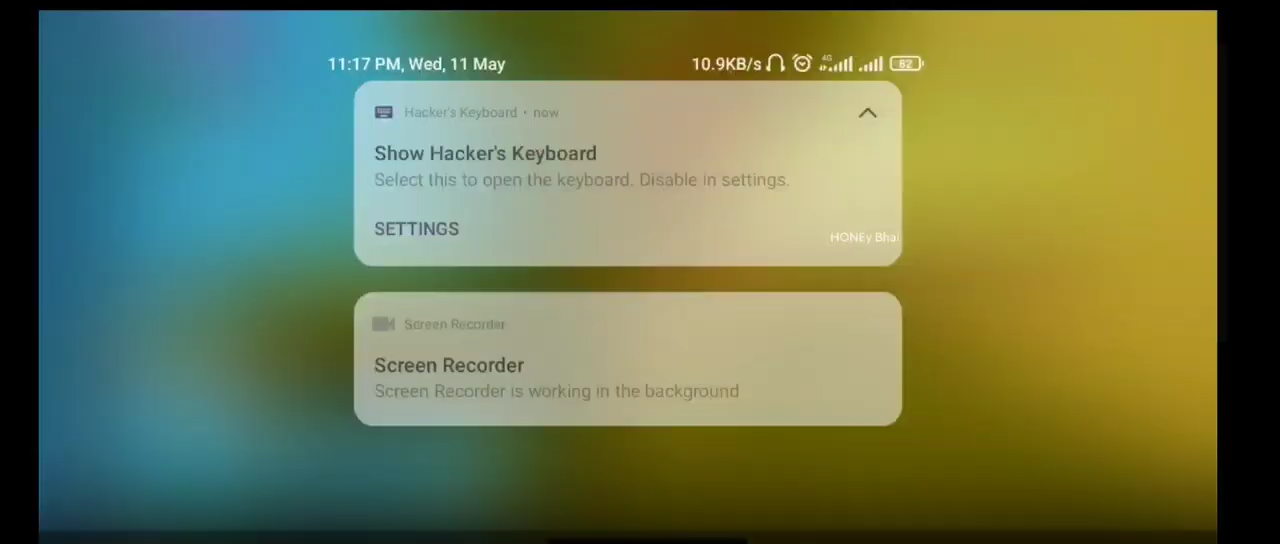 11:17 PM, Wed, 11 May 10.9KB/s 4G 82
Hacker's Keyboard • now
Show Hacker's Keyboard
Select this to open the keyboard. Disable in settings.
SETTINGS
HONEy Bhai
Screen Recorder
Screen Recorder
Screen Recorder is working in the background